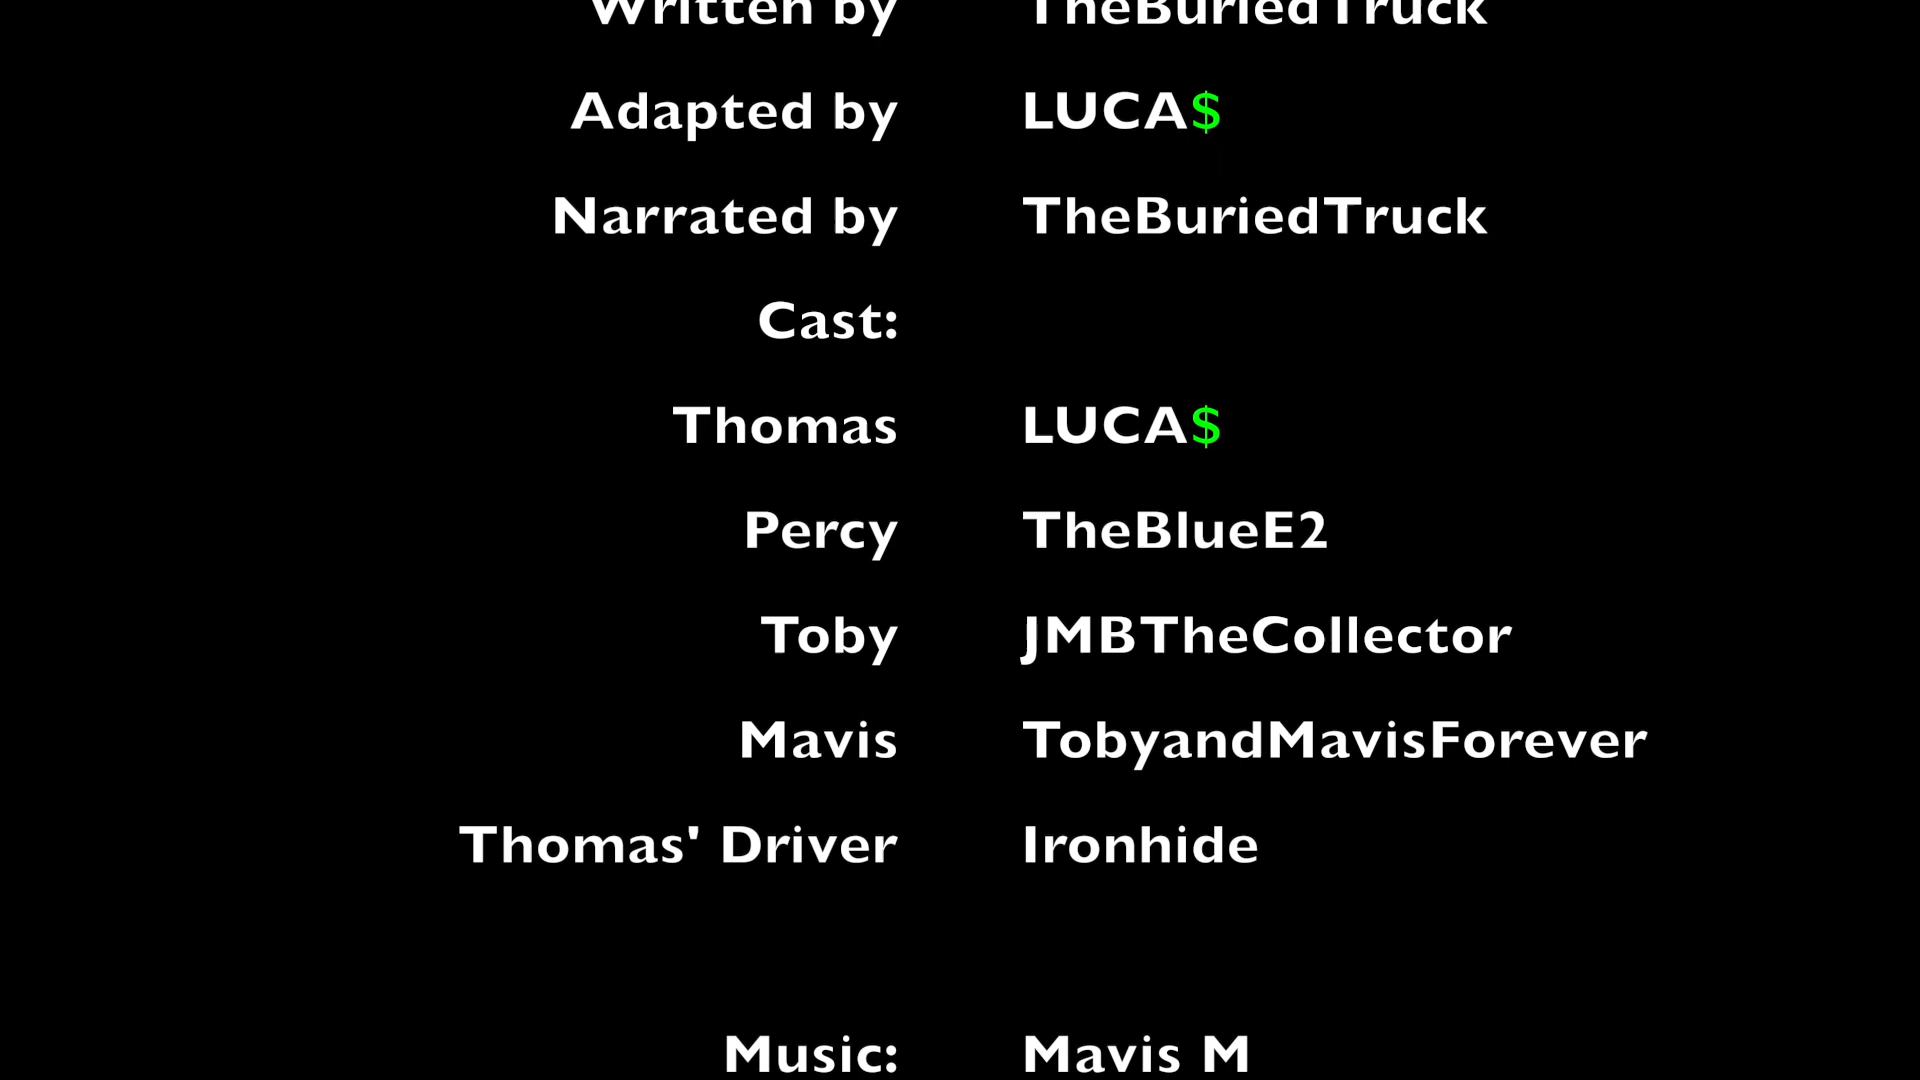 Written by TheBuriedTruck
Adapted by LUCA$
Narrated by TheBuriedTruck
Cast:
Thomas LUCA$
Percy TheBlueE2
Toby JMBTheCollector
Mavis TobyandMavisForever
Thomas' Driver Ironhide
Music: Mavis M